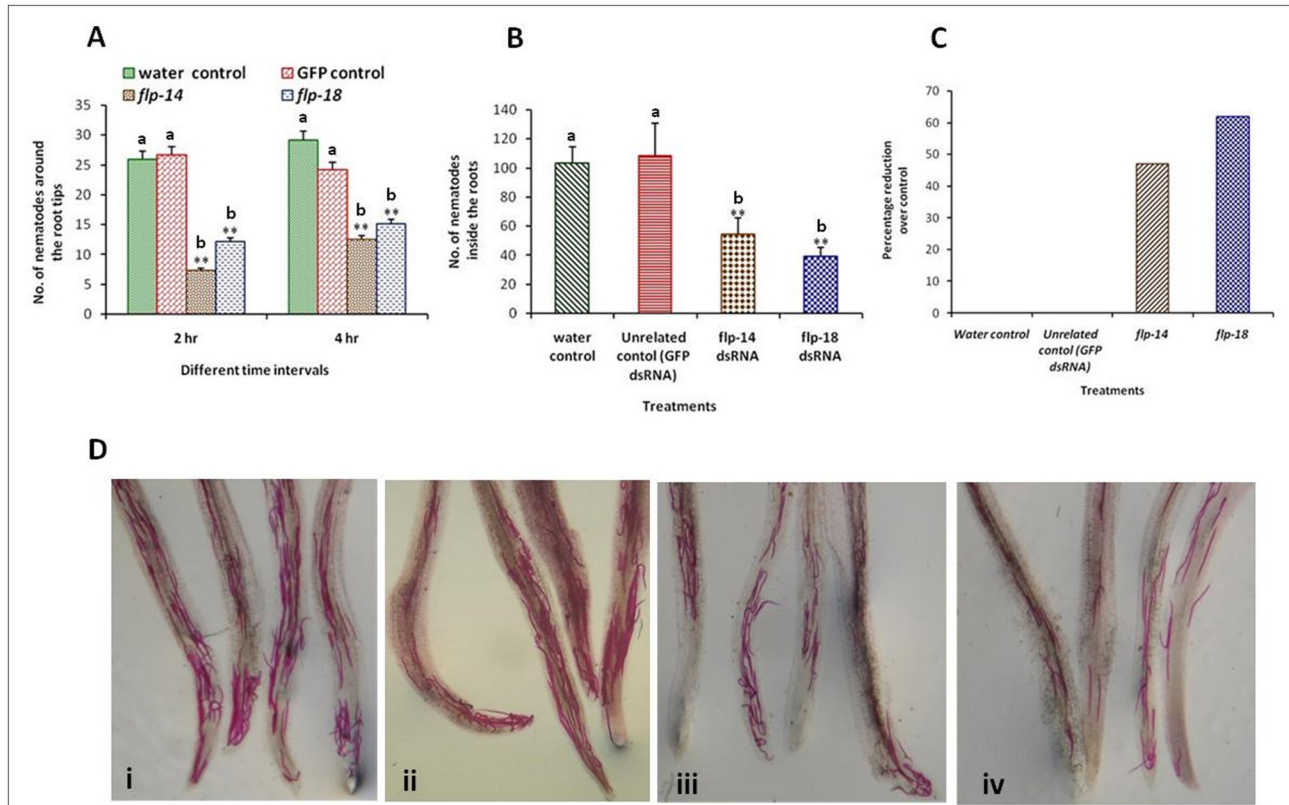 A
water control
GFP control
flp-14
flp-18
No. of nematodes around
the root tips
35
30
25
20
15
10
5
0
a
a
b
**
b
**
a
a
b
**
b
**
2 hr
4 hr
Different time intervals
B
No. of nematodes
inside the roots
140
120
100
80
60
40
20
0
a
a
b
**
b
**
water
control
Unrelated
contol (GFP
dsRNA)
flp-14
dsRNA
flp-18
dsRNA
Treatments
C
Percentage reduction
over control
70
60
50
40
30
20
10
0
Water control
Unrelated
contol (GFP
dsRNA)
flp-14
flp-18
Treatments
D
i
ii
iii
iv